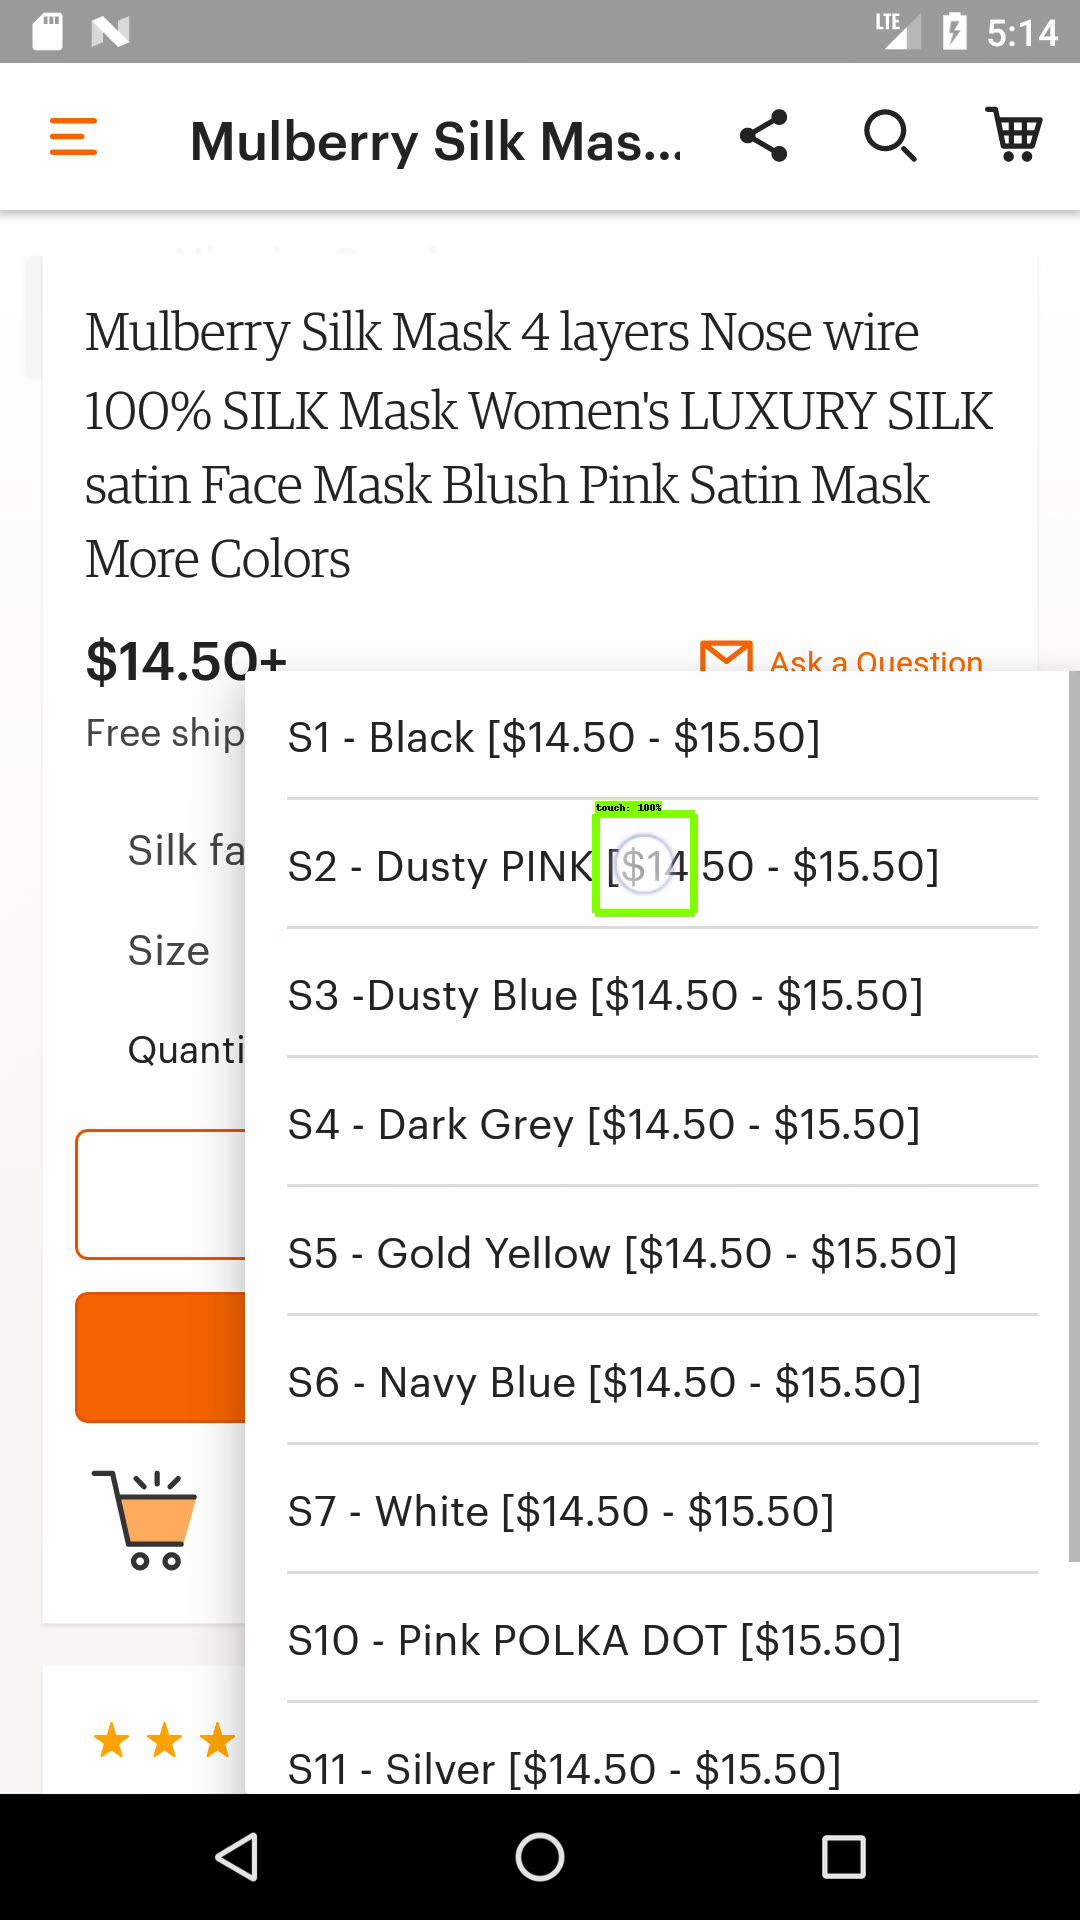 LTE 5:14
Mulberry Silk Mas...
Mulberry Silk Mask 4 layers Nose wire
100% SILK Mask Women's LUXURY SILK
satin Face Mask Blush Pink Satin Mask
More Colors
$14.50+
Ask a Question
Free ship
Silk fa
Size
Quanti
S1 - Black [$14.50 - $15.50]
touch: 100%
S2 - Dusty PINK [$14.50 - $15.50]
S3 -Dusty Blue [$14.50 - $15.50]
S4 - Dark Grey [$14.50 - $15.50]
S5 - Gold Yellow [$14.50 - $15.50]
S6 - Navy Blue [$14.50 - $15.50]
S7 - White [$14.50 - $15.50]
S10 - Pink POLKA DOT [$15.50]
S11 - Silver [$14.50 - $15.50]